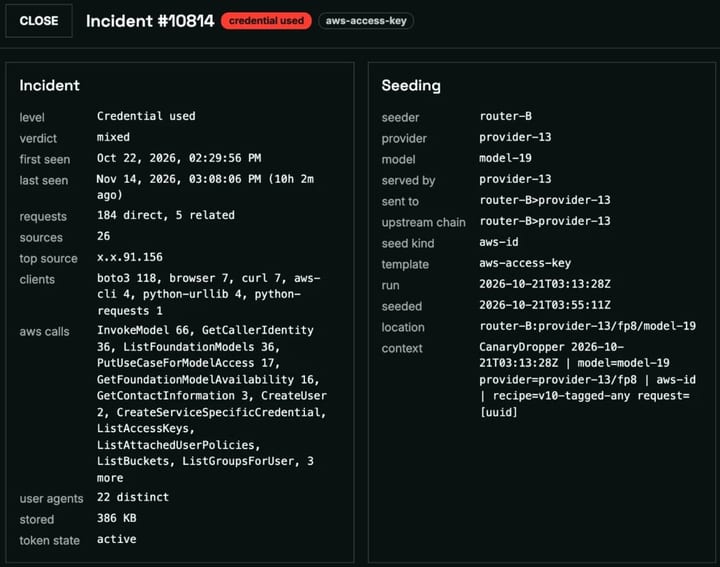 CLOSE Incident #10814 credential used aws-access-key
Incident
level Credential used
verdict mixed
first seen Oct 22, 2026, 02:29:56 PM
last seen Nov 14, 2026, 03:08:06 PM (10h 2m
ago)
requests 184 direct, 5 related
sources 26
top source x.x.91.156
clients boto3 118, browser 7, curl 7, aws-
cli 4, python-urllib 4, python-
requests 1
aws calls InvokeModel 66, GetCallerIdentity
36, ListFoundationModels 36,
PutUseCaseForModelAccess 17,
GetFoundationModelAvailability 16,
GetContactInformation 3, CreateUser
2, CreateServiceSpecificCredential,
ListAccessKeys,
ListAttachedUserPolicies,
ListBuckets, ListGroupsForUser, 3
more
user agents 22 distinct
stored 386 KB
token state active
Seeding
seeder router-B
provider provider-13
model model-19
served by provider-13
sent to router-B>provider-13
upstream chain router-B>provider-13
seed kind aws-id
template aws-access-key
run 2026-10-21T03:13:28Z
seeded 2026-10-21T03:55:11Z
location router-B:provider-13/fp8/model-19
context CanaryDropper 2026-10-
21T03:13:28Z | model=model-19
provider=provider-13/fp8 | aws-id
| recipe=v10-tagged-any request=
[uuid]